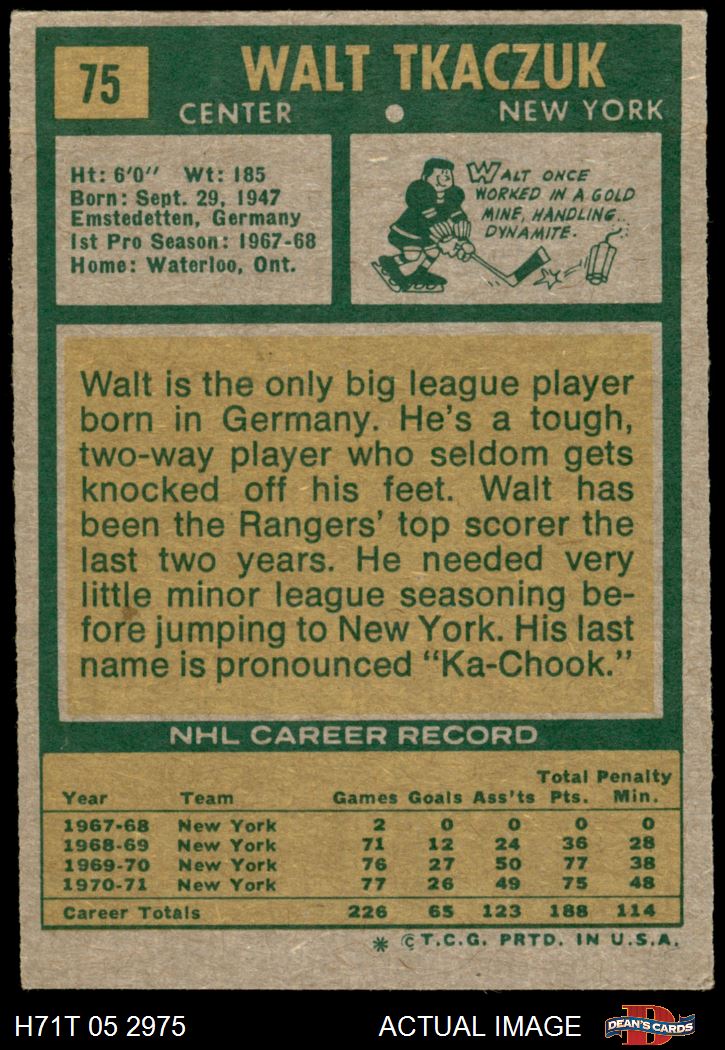 75
WALT TKACZUK
CENTER • NEW YORK
Ht: 6'0" Wt: 185
Born: Sept. 29, 1947
Emstedetten, Germany
1st Pro Season: 1967-68
Home: Waterloo, Ont.
WALT ONCE
WORKED IN A GOLD
MINE, HANDLING
DYNAMITE.
Walt is the only big league player
born in Germany. He's a tough,
two-way player who seldom gets
knocked off his feet. Walt has
been the Rangers' top scorer the
last two years. He needed very
little minor league seasoning be-
fore jumping to New York. His last
name is pronounced "Ka-Chook."
NHL CAREER RECORD
Total Penalty
Year Team Games Goals Ass'ts Pts. Min.
1967-68 New York 2 0 0 0 0
1968-69 New York 71 12 24 36 28
1969-70 New York 76 27 50 77 38
1970-71 New York 77 26 49 75 48
Career Totals 226 65 123 188 114
* © T.C.G. PRTD. IN U.S.A.
H71T 05 2975 ACTUAL IMAGE DEAN'S CARDS